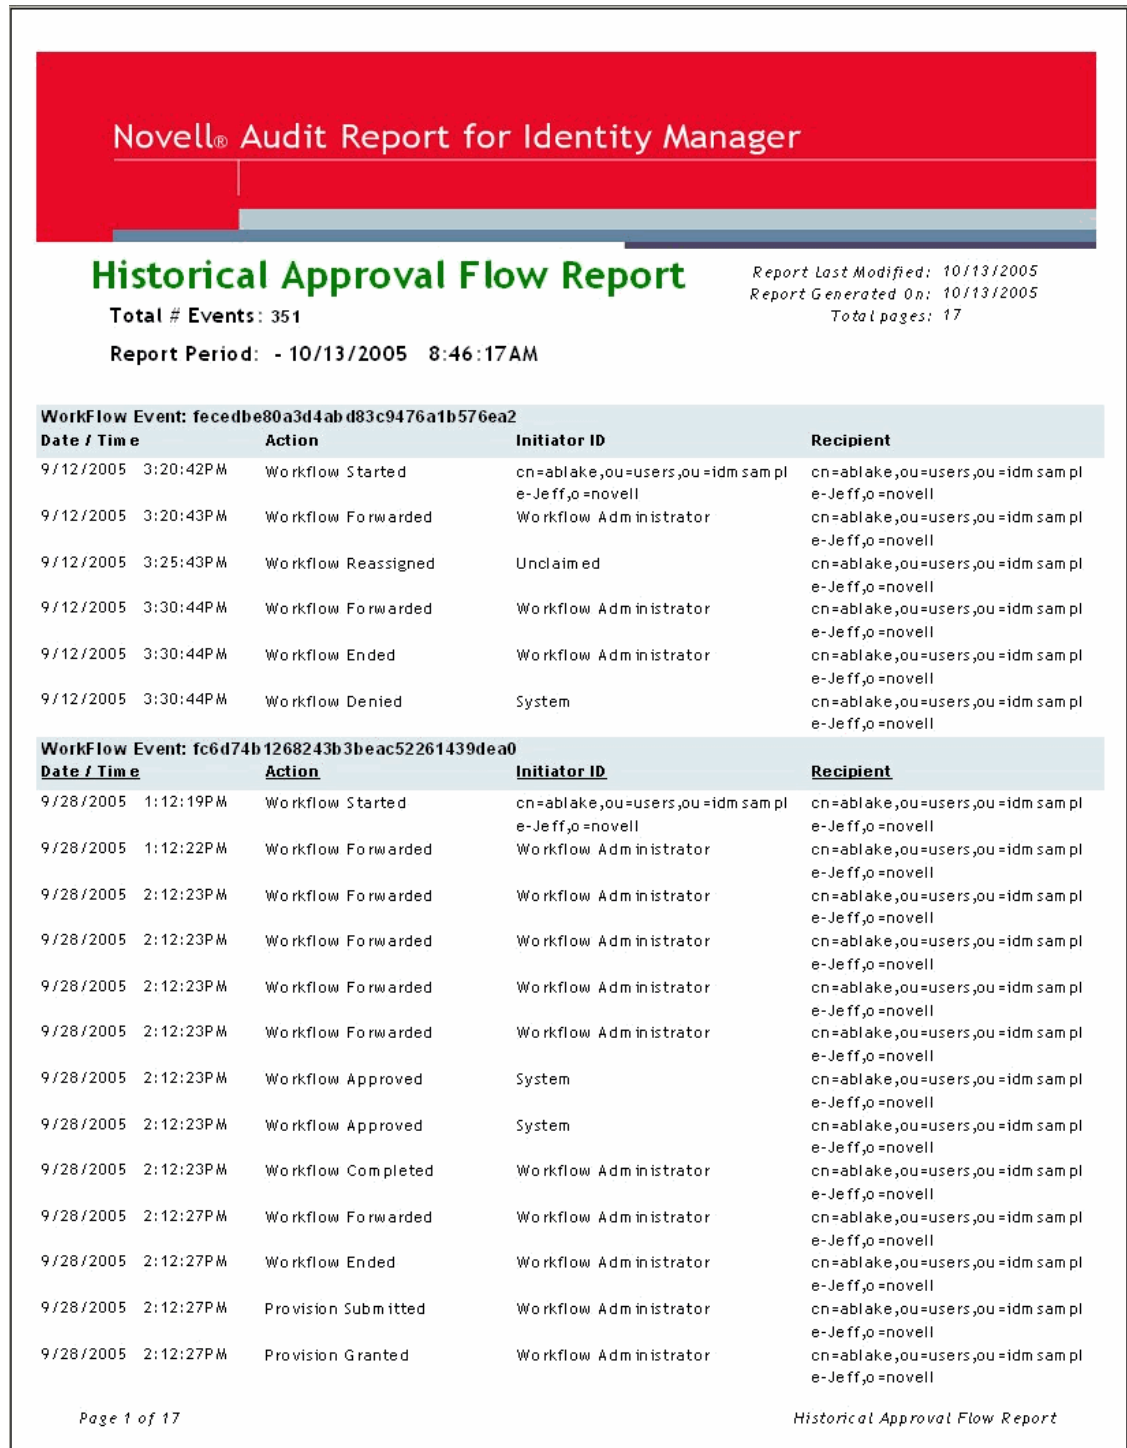 Novell® Audit Report for Identity Manager
Historical Approval Flow Report
Report Last Modified: 10/13/2005
Report Generated On: 10/13/2005
Total pages: 17
Total # Events: 351
Report Period: - 10/13/2005 8:46:17AM
WorkFlow Event: fecedbe80a3d4abd83c9476a1b576ea2
Date / Time Action Initiator ID Recipient
9/12/2005 3:20:42PM Workflow Started cn=ablake,ou=users,ou=idmsampl cn=ablake,ou=users,ou=idmsampl
e-Jeff,o=novell e-Jeff,o=novell
9/12/2005 3:20:43PM Workflow Forwarded Workflow Administrator cn=ablake,ou=users,ou=idmsampl
e-Jeff,o=novell
9/12/2005 3:25:43PM Workflow Reassigned Unclaimed cn=ablake,ou=users,ou=idmsampl
e-Jeff,o=novell
9/12/2005 3:30:44PM Workflow Forwarded Workflow Administrator cn=ablake,ou=users,ou=idmsampl
e-Jeff,o=novell
9/12/2005 3:30:44PM Workflow Ended Workflow Administrator cn=ablake,ou=users,ou=idmsampl
e-Jeff,o=novell
9/12/2005 3:30:44PM Workflow Denied System cn=ablake,ou=users,ou=idmsampl
e-Jeff,o=novell
WorkFlow Event: fc6d74b1268243b3beac52261439dea0
Date / Time Action Initiator ID Recipient
9/28/2005 1:12:19PM Workflow Started cn=ablake,ou=users,ou=idmsampl cn=ablake,ou=users,ou=idmsampl
e-Jeff,o=novell e-Jeff,o=novell
9/28/2005 1:12:22PM Workflow Forwarded Workflow Administrator cn=ablake,ou=users,ou=idmsampl
e-Jeff,o=novell
9/28/2005 2:12:23PM Workflow Forwarded Workflow Administrator cn=ablake,ou=users,ou=idmsampl
e-Jeff,o=novell
9/28/2005 2:12:23PM Workflow Forwarded Workflow Administrator cn=ablake,ou=users,ou=idmsampl
e-Jeff,o=novell
9/28/2005 2:12:23PM Workflow Forwarded Workflow Administrator cn=ablake,ou=users,ou=idmsampl
e-Jeff,o=novell
9/28/2005 2:12:23PM Workflow Forwarded Workflow Administrator cn=ablake,ou=users,ou=idmsampl
e-Jeff,o=novell
9/28/2005 2:12:23PM Workflow Approved System cn=ablake,ou=users,ou=idmsampl
e-Jeff,o=novell
9/28/2005 2:12:23PM Workflow Approved System cn=ablake,ou=users,ou=idmsampl
e-Jeff,o=novell
9/28/2005 2:12:23PM Workflow Completed Workflow Administrator cn=ablake,ou=users,ou=idmsampl
e-Jeff,o=novell
9/28/2005 2:12:27PM Workflow Forwarded Workflow Administrator cn=ablake,ou=users,ou=idmsampl
e-Jeff,o=novell
9/28/2005 2:12:27PM Workflow Ended Workflow Administrator cn=ablake,ou=users,ou=idmsampl
e-Jeff,o=novell
9/28/2005 2:12:27PM Provision Submitted Workflow Administrator cn=ablake,ou=users,ou=idmsampl
e-Jeff,o=novell
9/28/2005 2:12:27PM Provision Granted Workflow Administrator cn=ablake,ou=users,ou=idmsampl
e-Jeff,o=novell
Page 1 of 17 Historical Approval Flow Report